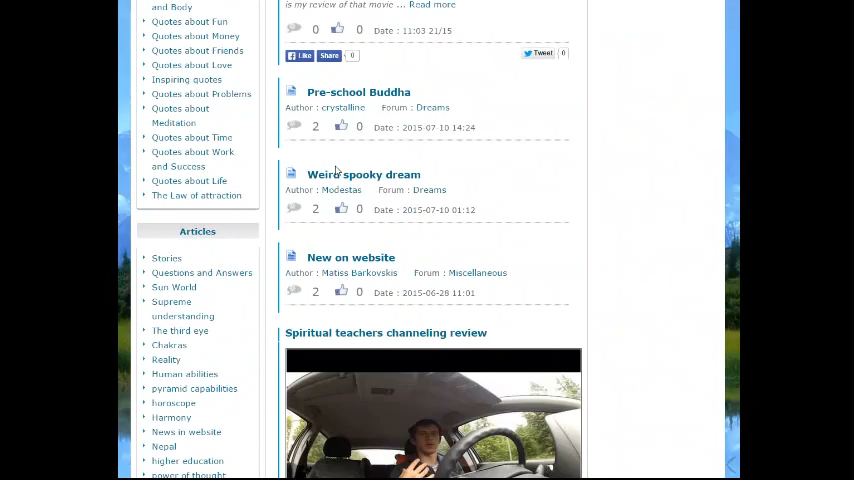 and Body
Quotes about Fun
Quotes about Money
Quotes about Friends
Quotes about Love
Inspiring quotes
Quotes about Problems
Quotes about
Meditation
Quotes about Time
Quotes about Work
and Success
Quotes about Life
The Law of attraction
Articles
Stories
Questions and Answers
Sun World
Supreme
understanding
The third eye
Chakras
Reality
Human abilities
pyramid capabilities
horoscope
Harmony
News in website
Nepal
higher education
power of thought
is my review of that movie ... Read more
0 0 Date : 11:03 21/15
Like Share 0 Tweet 0
Pre-school Buddha
Author : crystalline Forum : Dreams
2 0 Date : 2015-07-10 14:24
Weird spooky dream
Author : Modestas Forum : Dreams
2 0 Date : 2015-07-10 01:12
New on website
Author : Matiss Barkovskis Forum : Miscellaneous
2 0 Date : 2015-06-28 11:01
Spiritual teachers channeling review